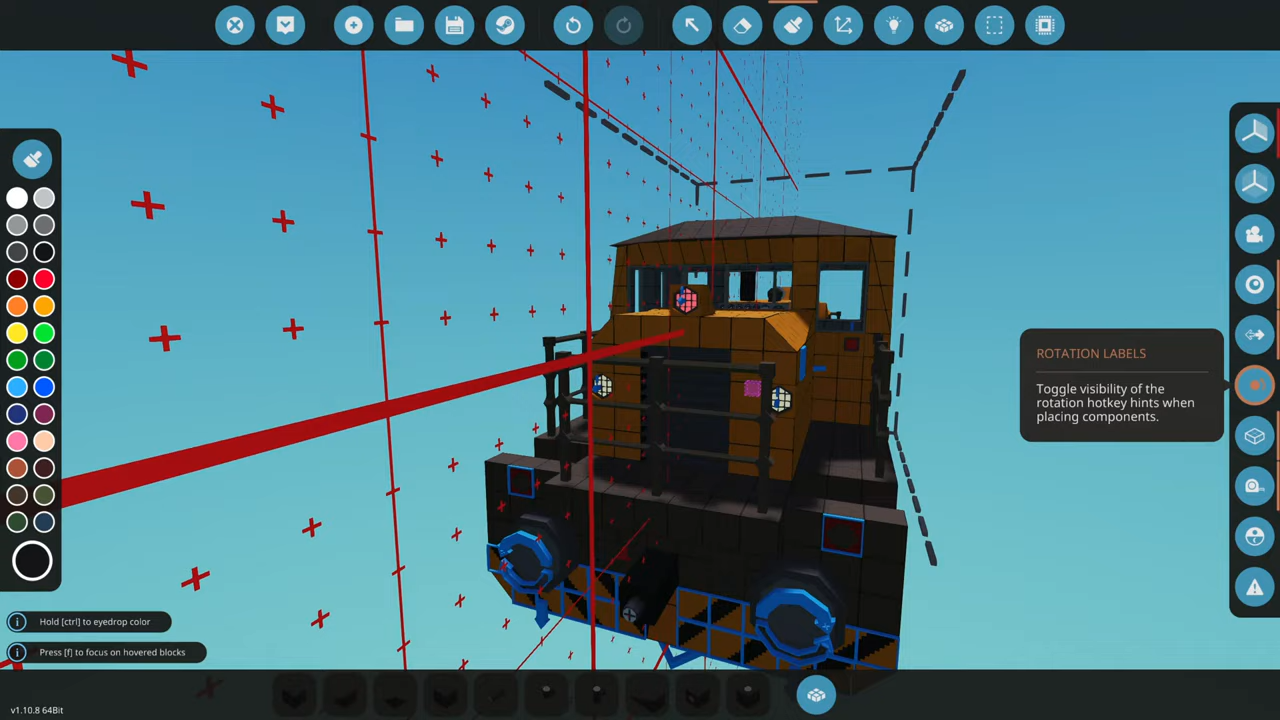 ROTATION LABELS
Toggle visibility of the
rotation hotkey hints when
placing components.
Hold [ctrl] to eyedrop color
Press [f] to focus on hovered blocks
v1.10.8 64Bit